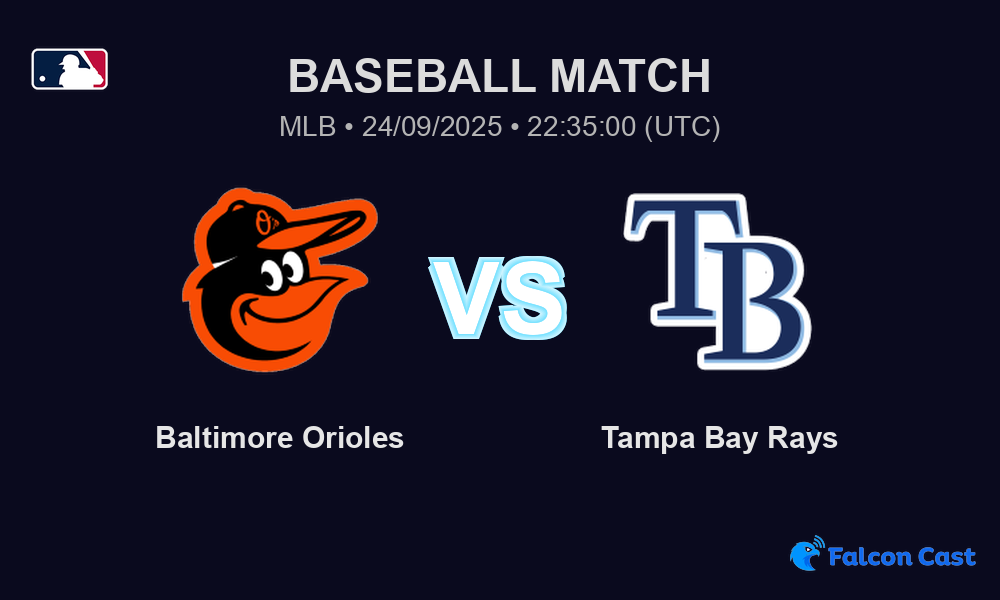 BASEBALL MATCH
MLB • 24/09/2025 • 22:35:00 (UTC)
VS
TB
Baltimore Orioles
Tampa Bay Rays
Falcon Cast